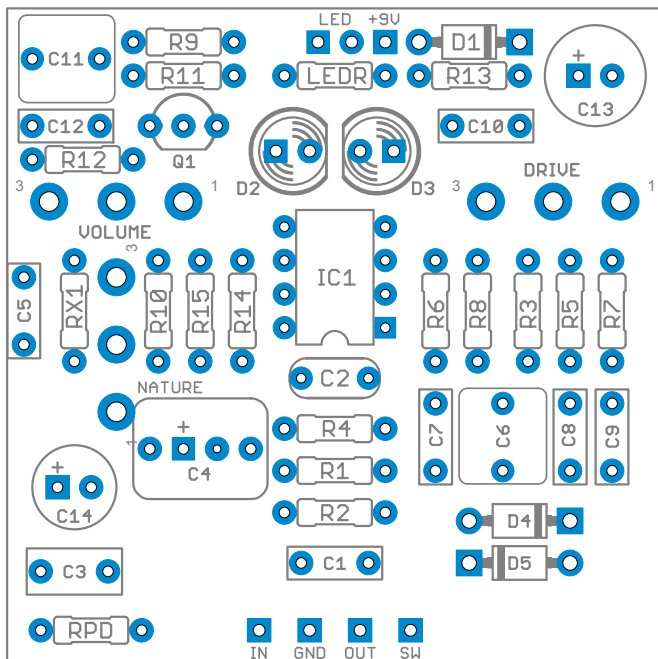 LED +9V
R9
D1
C11
R11
LEDR
R13
+
C13
C12
C10
R12
Q1
D2
D3
DRIVE
3
1
3
1
VOLUME
3
IC1
C5
RX1
R10
R15
R14
R6
R8
R3
R5
R7
C2
NATURE
1
+
C4
R4
C7
C6
C8
C9
R1
+
C14
R2
D4
C3
C1
D5
RPD
IN GND OUT SW